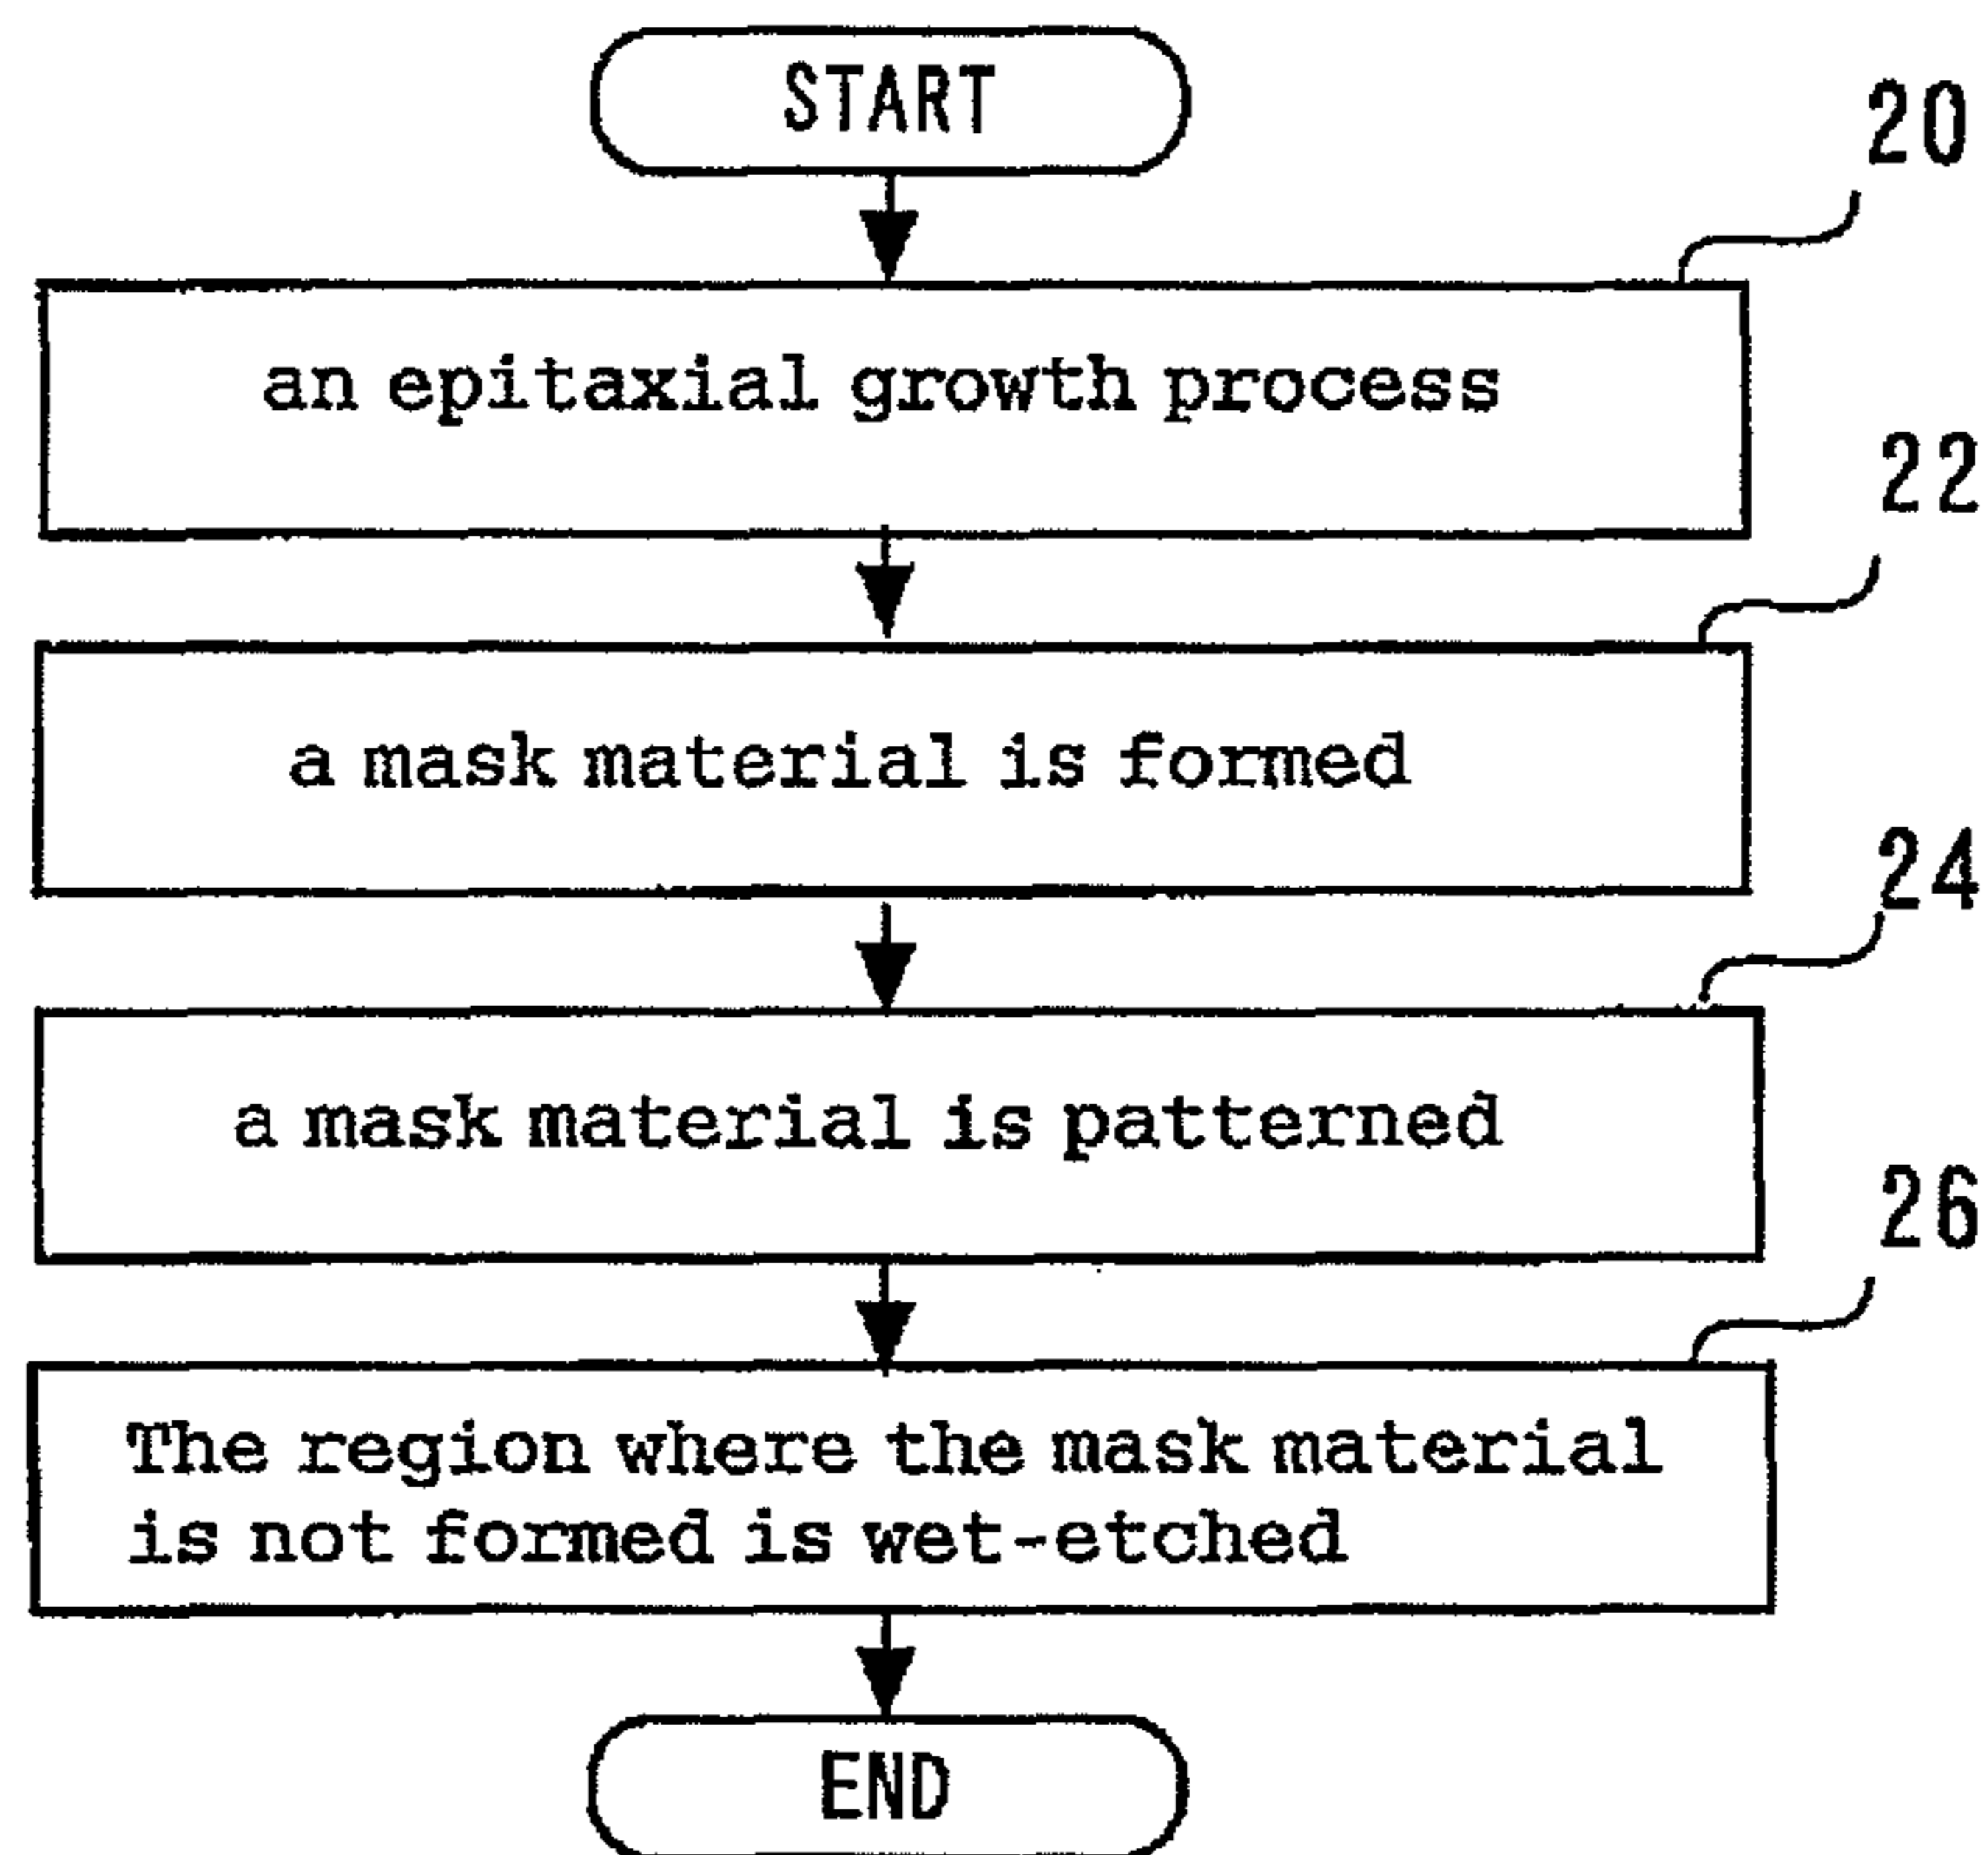 START
20
an epitaxial growth process
22
a mask material is formed
24
a mask material is patterned
26
The region where the mask material
is not formed is wet-etched
END